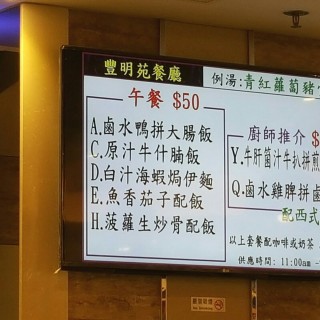 豐明苑餐廳
例湯:青紅蘿蔔豬
午餐 $50
A.鹵水鴨拼大腸飯
C.原汁牛什腩飯
D.白汁海蝦焗伊麵
E.魚香茄子配飯
H.菠蘿生炒骨配飯
廚師推介 $
Y.牛肝菌汁牛扒拼煎
Q.鹵水雞脾拼鹵
配西式
以上套餐配咖啡或奶茶
供應時間: 11:00am